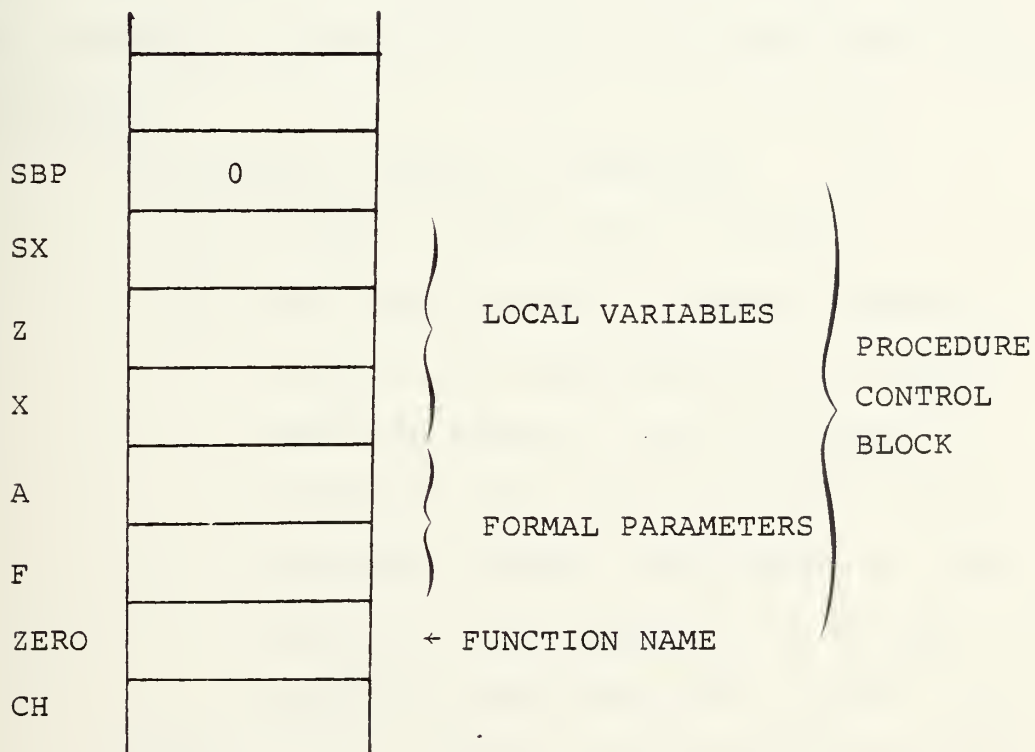 SBP 0
SX
Z LOCAL VARIABLES
PROCEDURE
X CONTROL
BLOCK
A
FORMAL PARAMETERS
F
ZERO ← FUNCTION NAME
CH